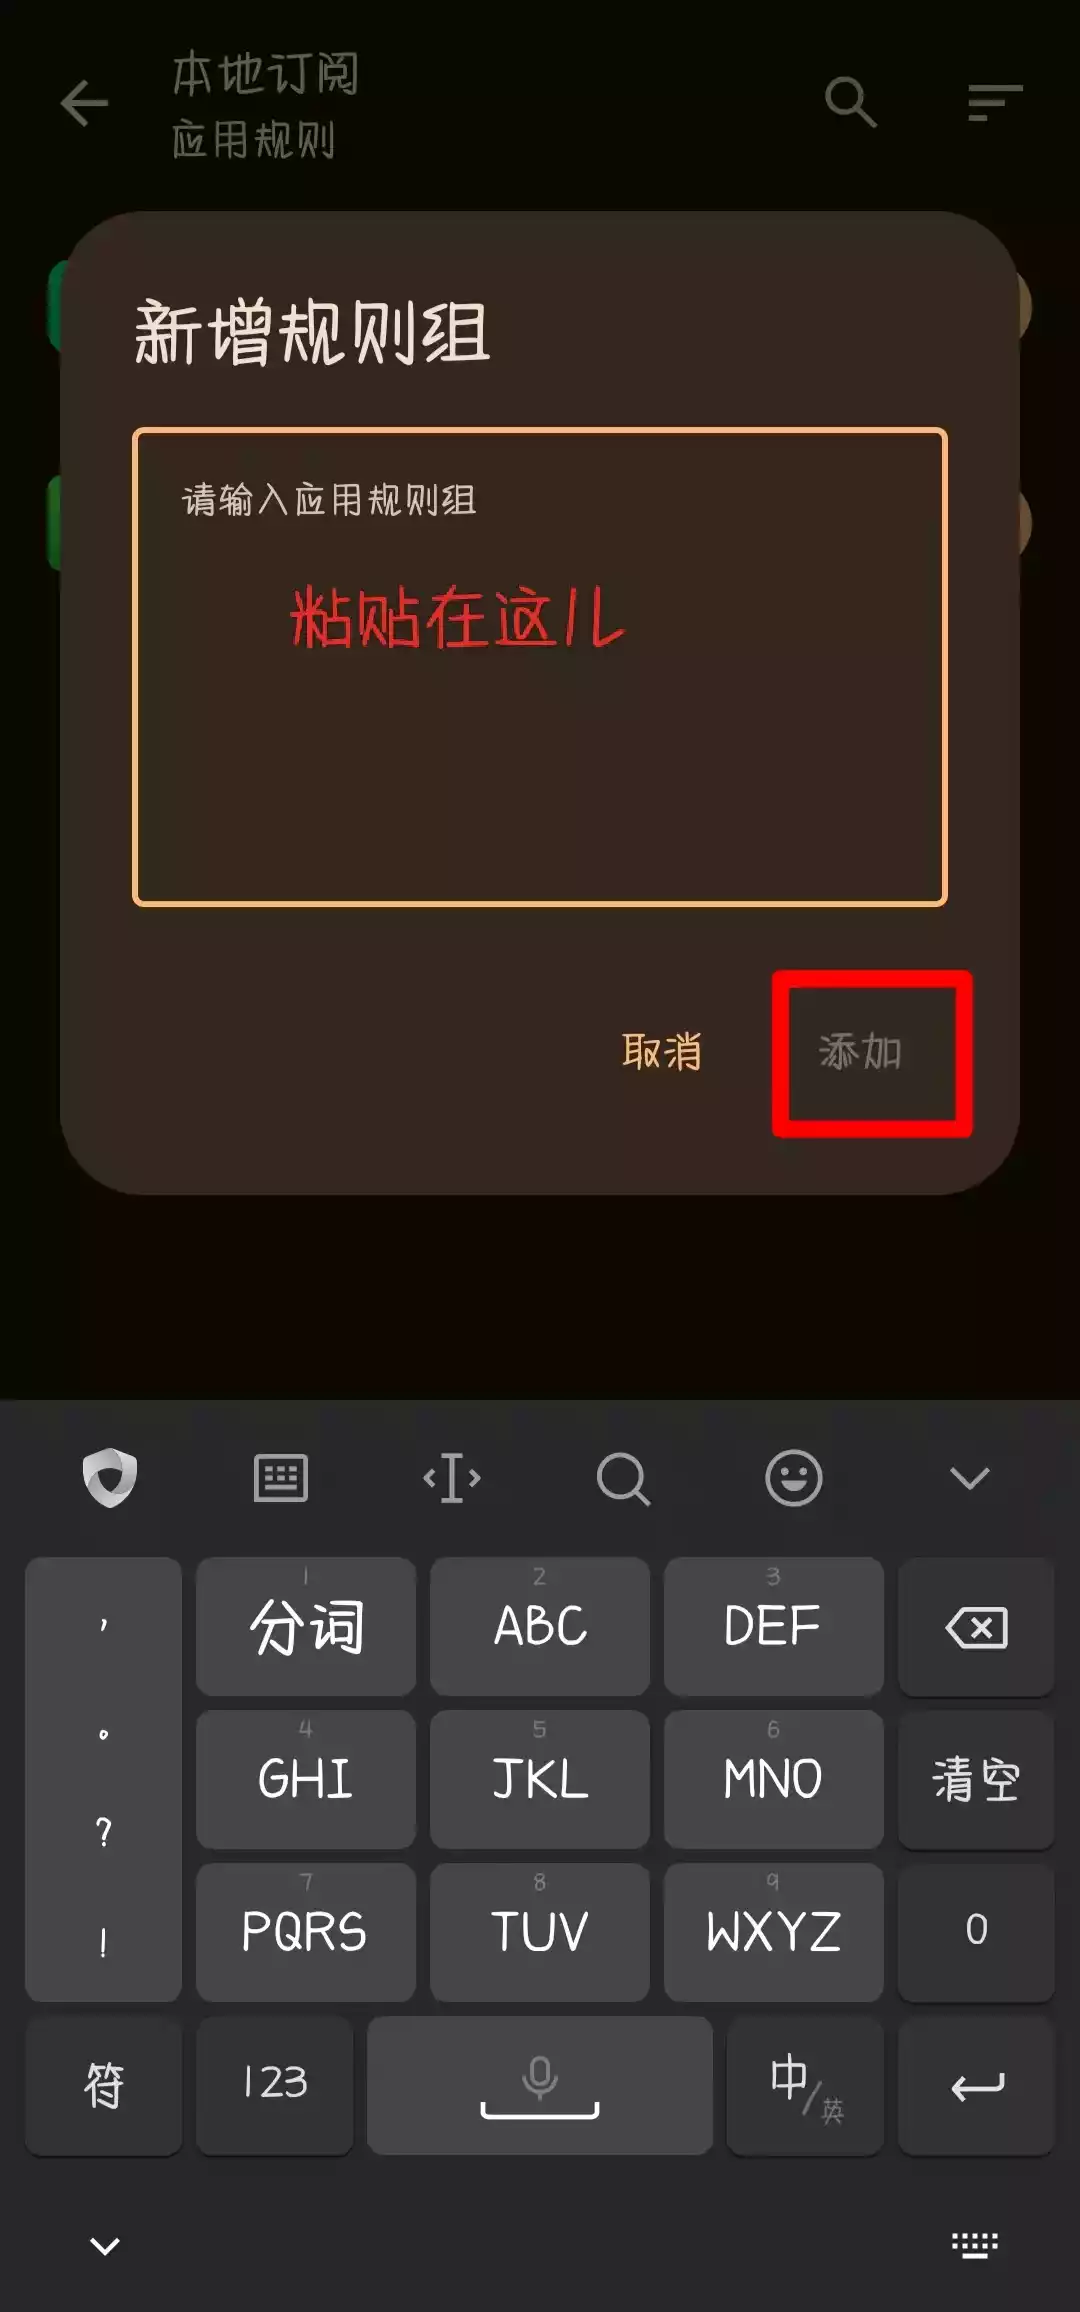 本地订阅
应用规则
新增规则组
请输入应用规则组
粘贴在这儿
取消 添加
, 1 分词 2 ABC 3 DEF
。 4 GHI 5 JKL 6 MNO 清空
?
! 7 PQRS 8 TUV 9 WXYZ 0
符 123 中/英